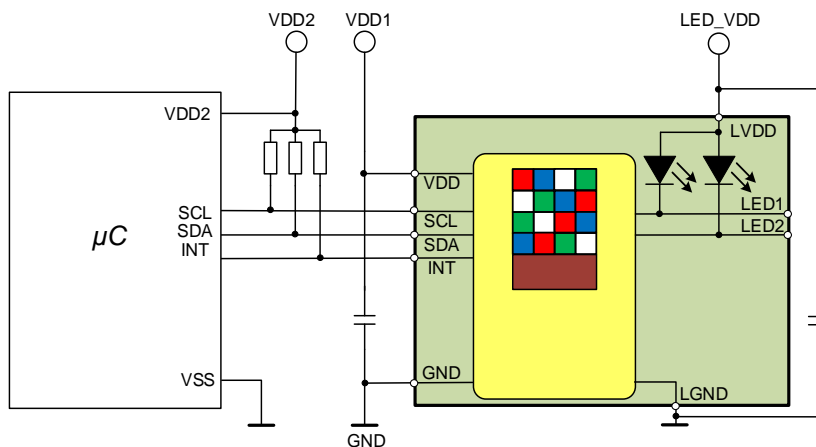 VDD2
VDD1
LED_VDD
VDD2
LVDD
VDD
SCL
SCL
LED1
SDA
SDA
LED2
INT
INT
µC
VSS
GND
LGND
GND